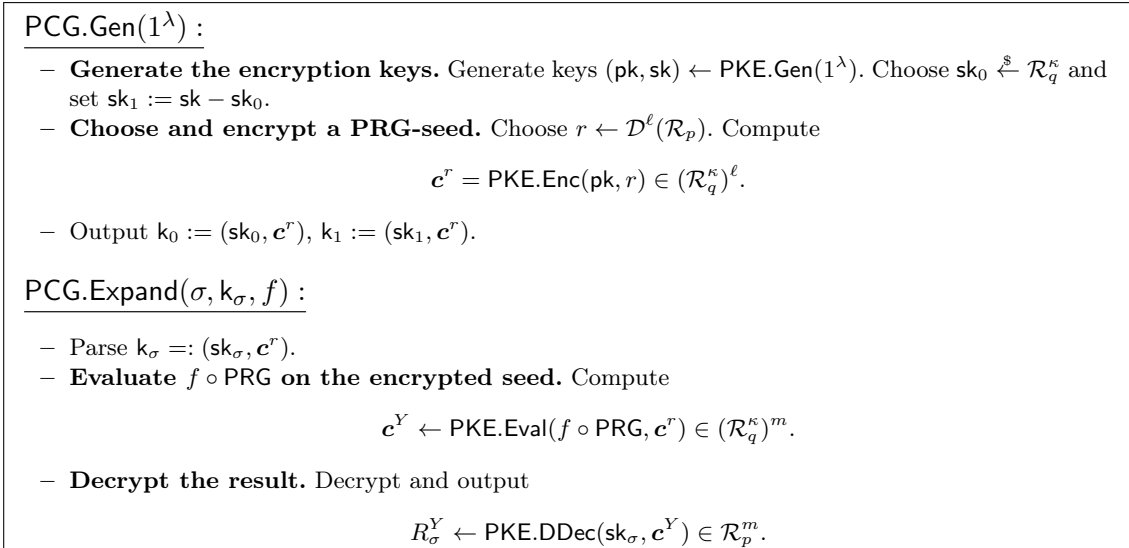 PCG.Gen(1^λ) :
– Generate the encryption keys. Generate keys (pk, sk) ← PKE.Gen(1^λ). Choose sk_0 ←^$ R_q^κ and
set sk_1 := sk − sk_0.
– Choose and encrypt a PRG-seed. Choose r ← D^ℓ(R_p). Compute
c^r = PKE.Enc(pk, r) ∈ (R_q^κ)^ℓ.
– Output k_0 := (sk_0, c^r), k_1 := (sk_1, c^r).
PCG.Expand(σ, k_σ, f) :
– Parse k_σ =: (sk_σ, c^r).
– Evaluate f ∘ PRG on the encrypted seed. Compute
c^Y ← PKE.Eval(f ∘ PRG, c^r) ∈ (R_q^κ)^m.
– Decrypt the result. Decrypt and output
R_σ^Y ← PKE.DDec(sk_σ, c^Y) ∈ R_p^m.